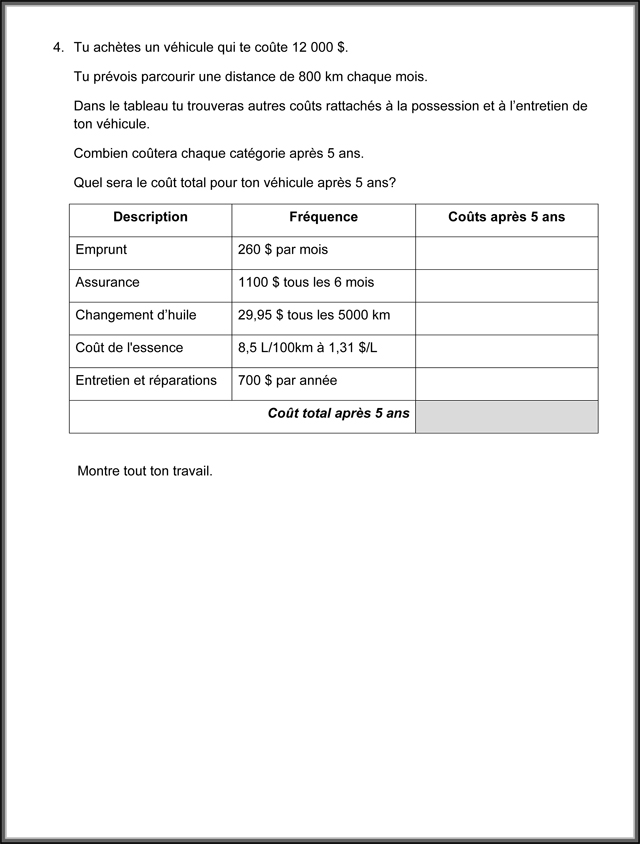 4. Tu achètes un véhicule qui te coûte 12 000 $.
Tu prévois parcourir une distance de 800 km chaque mois.
Dans le tableau tu trouveras autres coûts rattachés à la possession et à l’entretien de
ton véhicule.
Combien coûtera chaque catégorie après 5 ans.
Quel sera le coût total pour ton véhicule après 5 ans?
Description Fréquence Coûts après 5 ans
Emprunt 260 $ par mois
Assurance 1100 $ tous les 6 mois
Changement d’huile 29,95 $ tous les 5000 km
Coût de l'essence 8,5 L/100km à 1,31 $/L
Entretien et réparations 700 $ par année
Coût total après 5 ans
Montre tout ton travail.